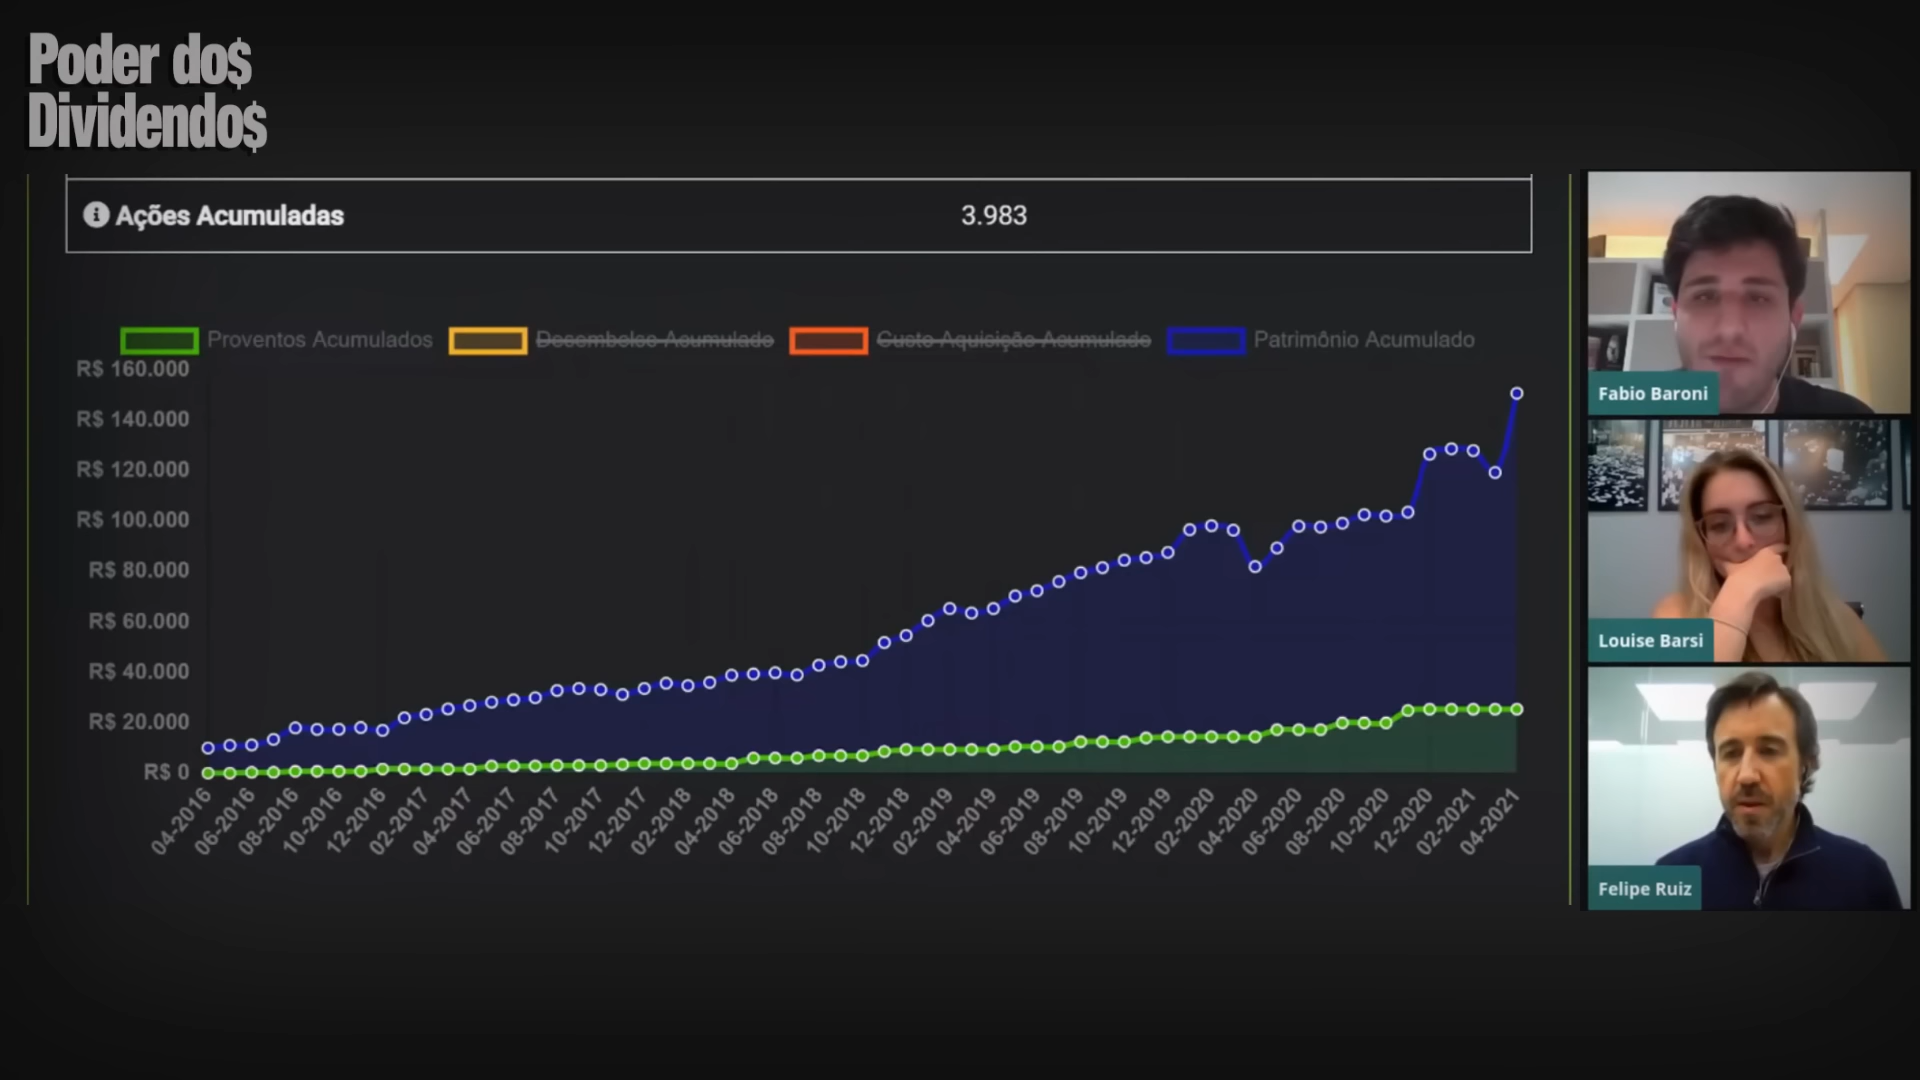 Poder do$
Dividendo$
Ações Acumuladas 3.983
Proventos Acumulados Desembolso Acumulado Custo Aquisição Acumulado Patrimônio Acumulado
R$ 160.000
R$ 140.000
R$ 120.000
R$ 100.000
R$ 80.000
R$ 60.000
R$ 40.000
R$ 20.000
R$ 0
04-2016 06-2016 08-2016 10-2016 12-2016 02-2017 04-2017 06-2017 08-2017 10-2017 12-2017 02-2018 04-2018 06-2018 08-2018 10-2018 12-2018 02-2019 04-2019 06-2019 08-2019 10-2019 12-2019 02-2020 04-2020 06-2020 08-2020 10-2020 12-2020 02-2021 04-2021
Fabio Baroni
Louise Barsi
Felipe Ruiz